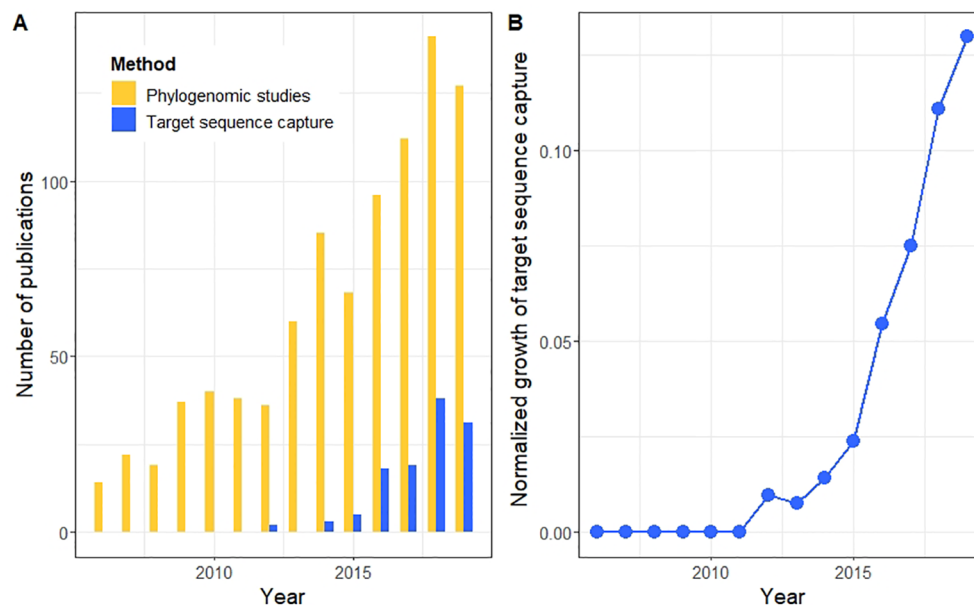 A
Method
Phylogenomic studies
Target sequence capture
Number of publications
100
50
0
2010
2015
Year
B
Normalized growth of target sequence capture
0.10
0.05
0.00
2010
2015
Year